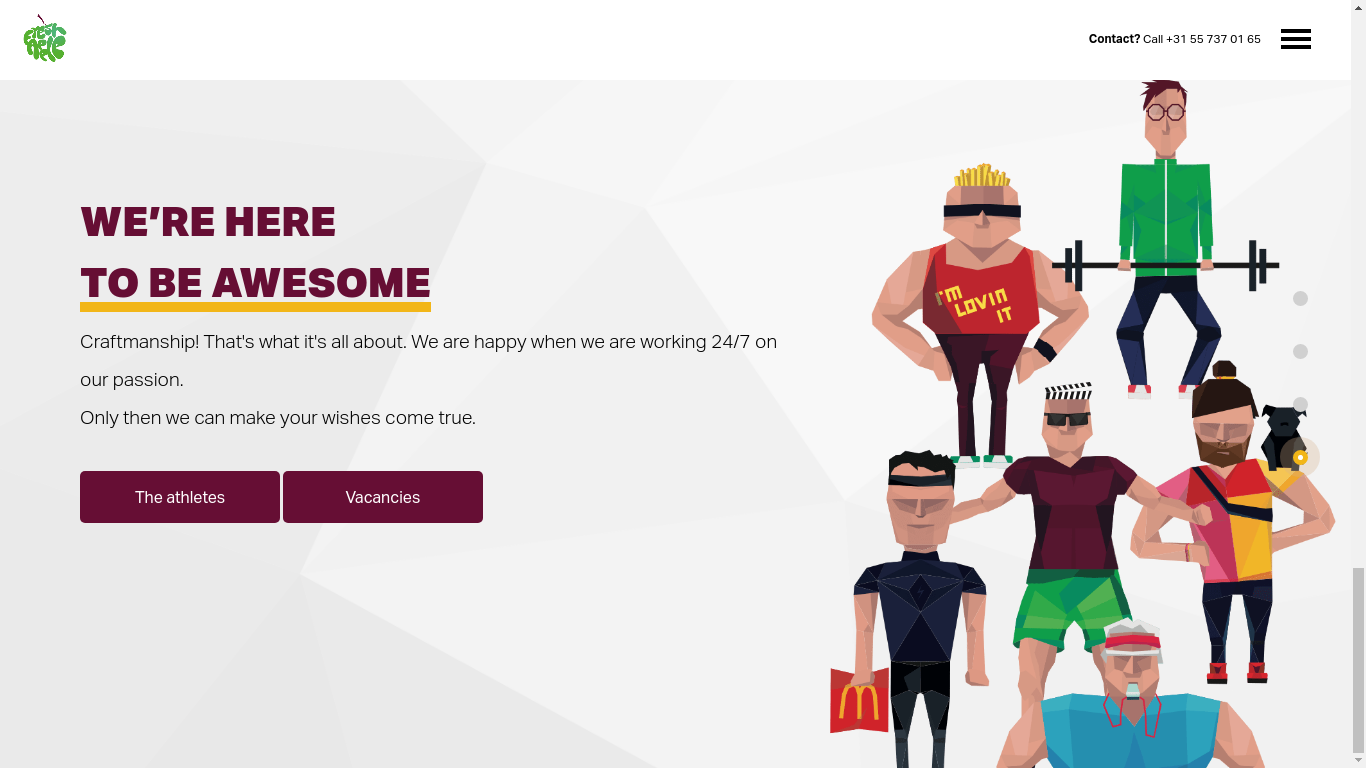 FRESH
APPLE
Contact? Call +31 55 737 01 65
WE’RE HERE
TO BE AWESOME
Craftmanship! That's what it's all about. We are happy when we are working 24/7 on
our passion.
Only then we can make your wishes come true.
The athletes
Vacancies
I'M
LOVIN
IT